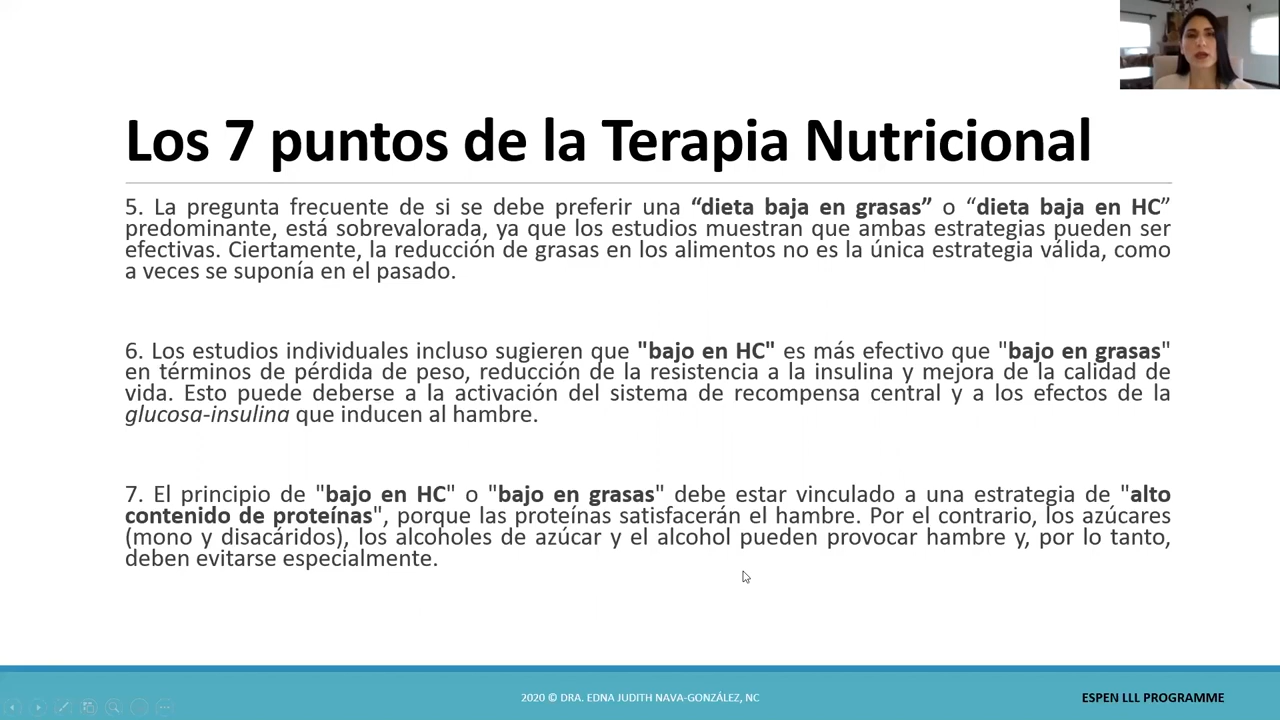 Los 7 puntos de la Terapia Nutricional
5. La pregunta frecuente de si se debe preferir una “dieta baja en grasas” o “dieta baja en HC”
predominante, está sobrevalorada, ya que los estudios muestran que ambas estrategias pueden ser
efectivas. Ciertamente, la reducción de grasas en los alimentos no es la única estrategia válida, como
a veces se suponía en el pasado.
6. Los estudios individuales incluso sugieren que "bajo en HC" es más efectivo que "bajo en grasas"
en términos de pérdida de peso, reducción de la resistencia a la insulina y mejora de la calidad de
vida. Esto puede deberse a la activación del sistema de recompensa central y a los efectos de la
glucosa-insulina que inducen al hambre.
7. El principio de "bajo en HC" o "bajo en grasas" debe estar vinculado a una estrategia de "alto
contenido de proteínas", porque las proteínas satisfacerán el hambre. Por el contrario, los azúcares
(mono y disacáridos), los alcoholes de azúcar y el alcohol pueden provocar hambre y, por lo tanto,
deben evitarse especialmente.
2020 © DRA. EDNA JUDITH NAVA-GONZÁLEZ, NC
ESPEN LLL PROGRAMME